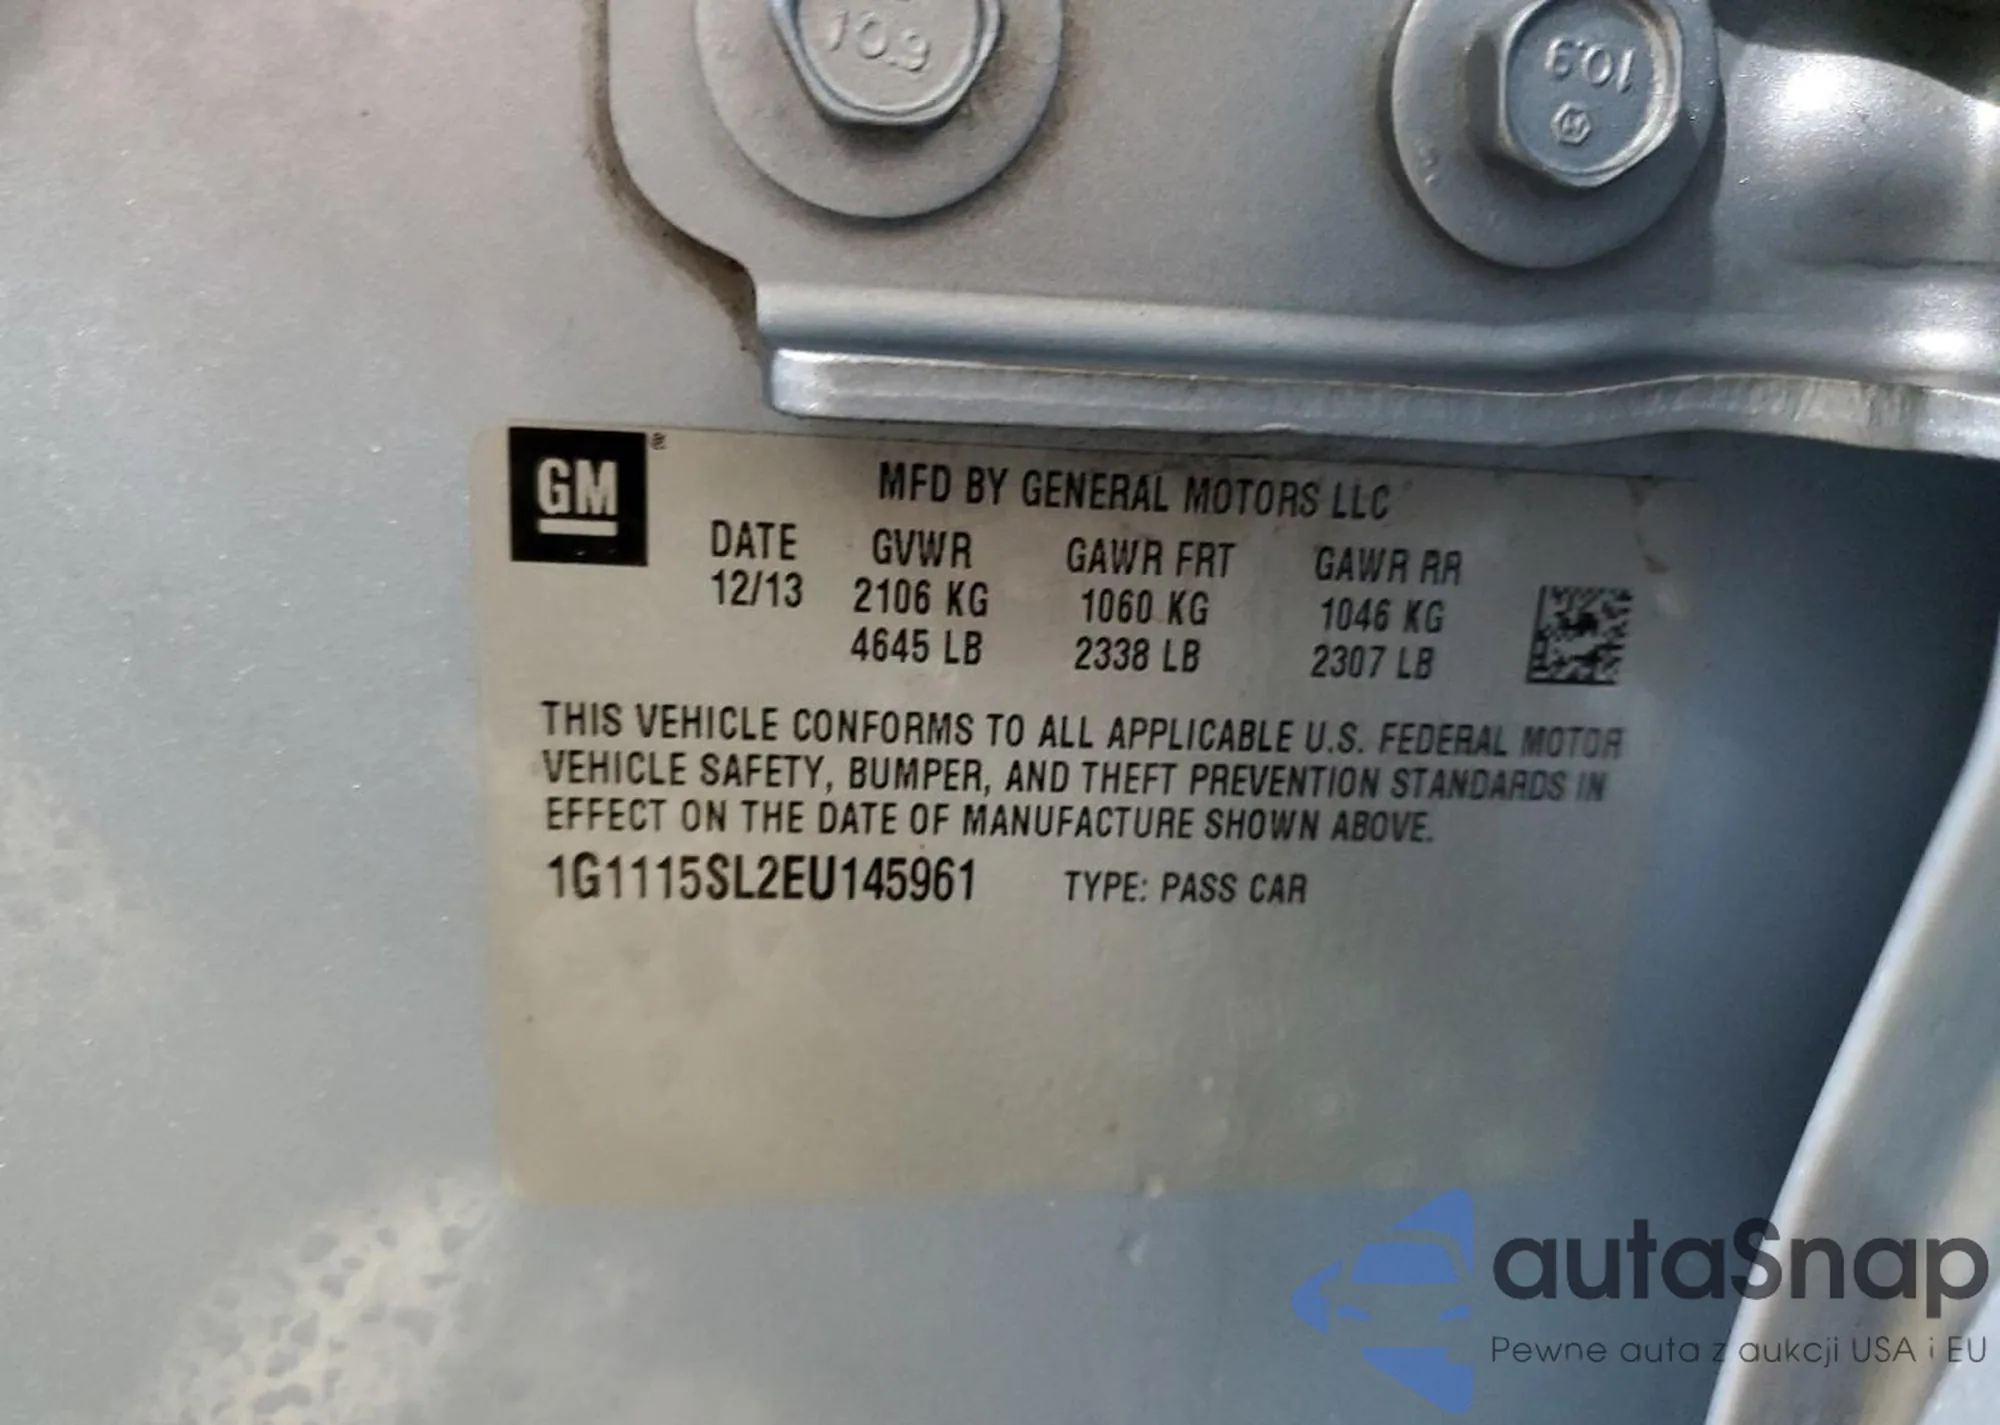 10.9
10.9
GM
MFD BY GENERAL MOTORS LLC
DATE GVWR GAWR FRT GAWR RR
12/13 2106 KG 1060 KG 1046 KG
4645 LB 2338 LB 2307 LB
THIS VEHICLE CONFORMS TO ALL APPLICABLE U.S. FEDERAL MOTOR
VEHICLE SAFETY, BUMPER, AND THEFT PREVENTION STANDARDS IN
EFFECT ON THE DATE OF MANUFACTURE SHOWN ABOVE.
1G1115SL2EU145961 TYPE: PASS CAR
autaSnap
Pewne auta z aukcji USA i EU